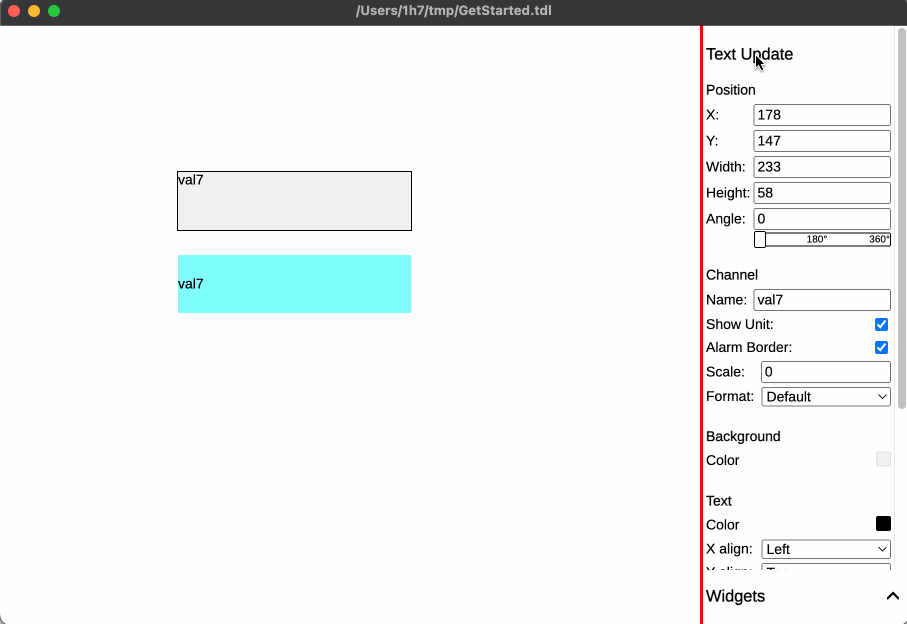 /Users/1h7/tmp/GetStarted.tdl
val7
val7
Text Update
Position
X: 178
Y: 147
Width: 233
Height: 58
Angle: 0
180° 360°
Channel
Name: val7
Show Unit:
Alarm Border:
Scale: 0
Format: Default
Background
Color
Text
Color
X align: Left
Widgets